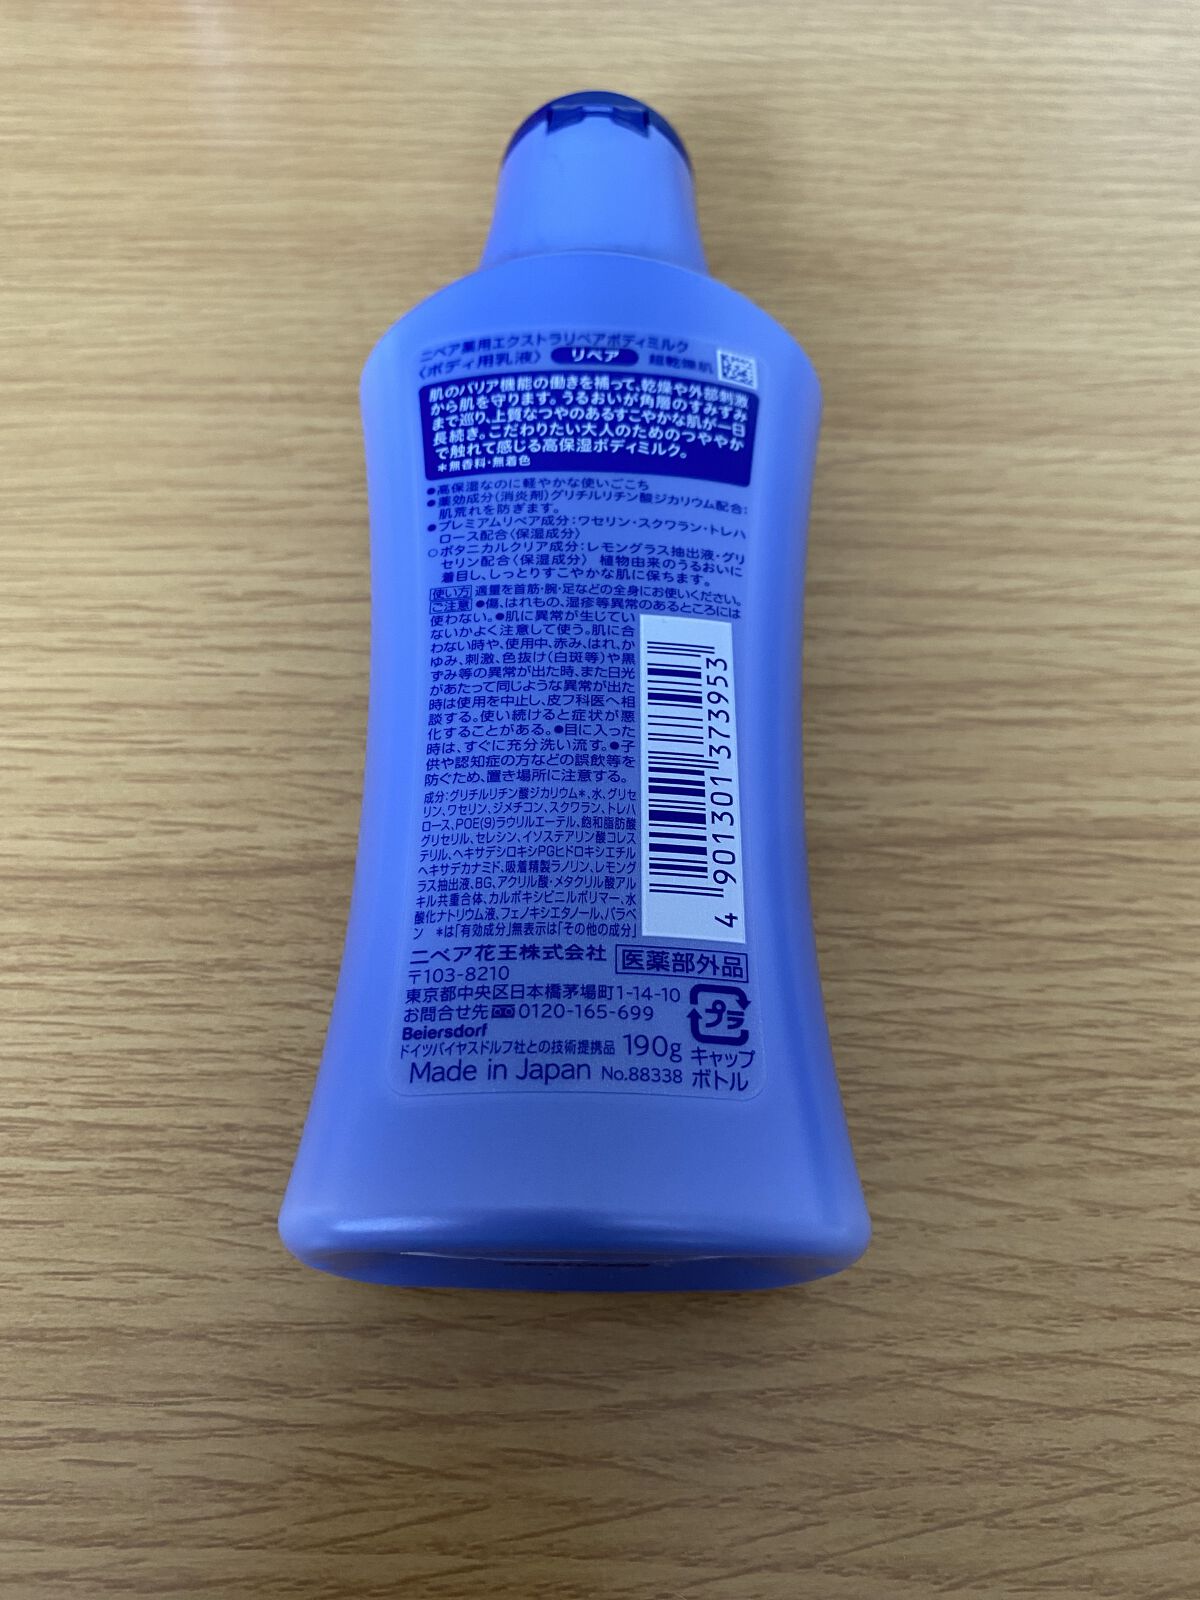 ニベア薬用エクストラリペアボディミルク
〈ボディ用乳液〉 リペア 超乾燥肌
肌のバリア機能の働きを補って、乾燥や外部刺激
から肌を守ります。うるおいが角層のすみずみ
まで巡り、上質なつやのあるすこやかな肌が一日
長続き。こだわりたい大人のためのつややか
で触れて感じる高保湿ボディミルク。
*無香料・無着色
●高保湿なのに軽やかな使いごこち
●薬効成分(消炎剤)グリチルリチン酸ジカリウム配合:
肌荒れを防ぎます。
●プレミアムリペア成分:ワセリン・スクワラン・トレハ
ロース配合〈保湿成分〉
○ボタニカルクリア成分:レモングラス抽出液・グリ
セリン配合〈保湿成分〉 植物由来のうるおいに
着目し、しっとりすこやかな肌に保ちます。
使い方 適量を首筋・腕・足などの全身にお使いください。
ご注意 ●傷、はれもの、湿疹等異常のあるところには
使わない。●肌に異常が生じてい
ないかよく注意して使う。肌に合
わない時や、使用中、赤み、はれ、か
ゆみ、刺激、色抜け(白斑等)や黒
ずみ等の異常が出た時、また日光
があたって同じような異常が出た
時は使用を中止し、皮フ科医へ相
談する。使い続けると症状が悪
化することがある。●目に入った
時は、すぐに充分洗い流す。●子
供や認知症の方などの誤飲等を
防ぐため、置き場所に注意する。
成分:グリチルリチン酸ジカリウム*、水、グリセ
リン、ワセリン、ジメチコン、スクワラン、トレハ
ロース、POE(9)ラウリルエーテル、飽和脂肪酸
グリセリル、セレシン、イソステアリン酸コレス
テリル、ヘキサデシロキシPGヒドロキシエチル
ヘキサデカナミド、吸着精製ラノリン、レモング
ラス抽出液、BG、アクリル酸・メタクリル酸アル
キル共重合体、カルボキシビニルポリマー、水
酸化ナトリウム液、フェノキシエタノール、パラベ
ン *は「有効成分」無表示は「その他の成分」
4 901301 373953
ニベア花王株式会社 医薬部外品
〒103-8210
東京都中央区日本橋茅場町1-14-10
お問合せ先 0120-165-699
プラ
Beiersdorf
ドイツバイヤスドルフ社との技術提携品 190g キャップ
Made in Japan No.88338 ボトル